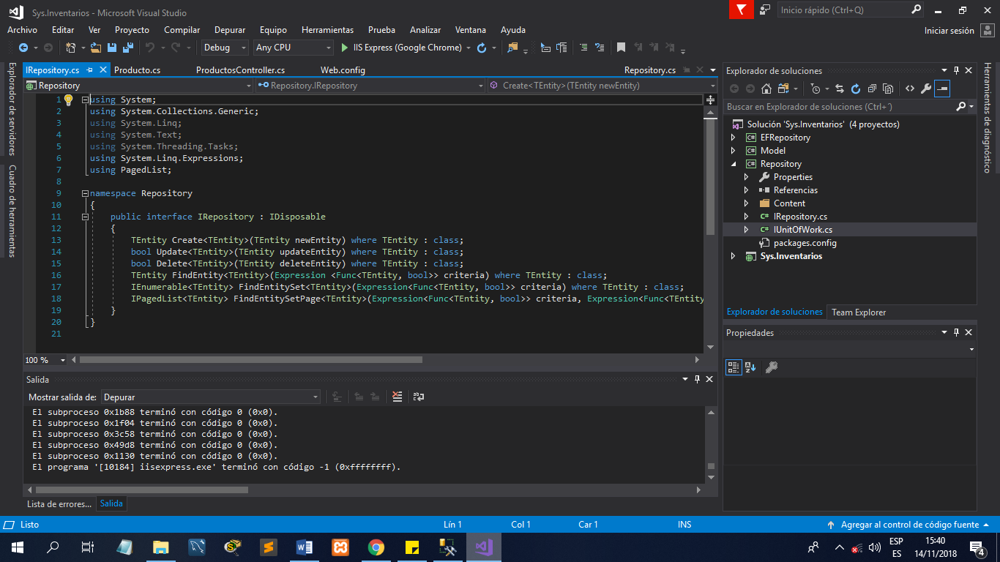 Sys.Inventarios - Microsoft Visual Studio
Inicio rápido (Ctrl+Q)
Archivo Editar Ver Proyecto Compilar Depurar Equipo Herramientas Prueba Analizar Ventana Ayuda
Iniciar sesión
Debug Any CPU IIS Express (Google Chrome)
Explorador de servidores
Cuadro de herramientas
IRepository.cs Producto.cs ProductosController.cs Web.config Repository.cs
Repository Repository.IRepository Create<TEntity>(TEntity newEntity)
1 using System;
2 using System.Collections.Generic;
3 using System.Linq;
4 using System.Text;
5 using System.Threading.Tasks;
6 using System.Linq.Expressions;
7 using PagedList;
8
9 namespace Repository
10 {
11 public interface IRepository : IDisposable
12 {
13 TEntity Create<TEntity>(TEntity newEntity) where TEntity : class;
14 bool Update<TEntity>(TEntity updateEntity) where TEntity : class;
15 bool Delete<TEntity>(TEntity deleteEntity) where TEntity : class;
16 TEntity FindEntity<TEntity>(Expression <Func<TEntity, bool>> criteria) where TEntity : class;
17 IEnumerable<TEntity> FindEntitySet<TEntity>(Expression<Func<TEntity, bool>> criteria) where TEntity : class;
18 IPagedList<TEntity> FindEntitySetPage<TEntity>(Expression<Func<TEntity, bool>> criteria, Expression<Func<TEntity
19 }
20 }
21
100 %
Salida
Mostrar salida de: Depurar
El subproceso 0x1b88 terminó con código 0 (0x0).
El subproceso 0x1f04 terminó con código 0 (0x0).
El subproceso 0x3c58 terminó con código 0 (0x0).
El subproceso 0x49d8 terminó con código 0 (0x0).
El subproceso 0x1130 terminó con código 0 (0x0).
El programa '[10184] iisexpress.exe' terminó con código -1 (0xffffffff).
Lista de errores... Salida
Explorador de soluciones
Buscar en Explorador de soluciones (Ctrl+´)
Solución 'Sys.Inventarios' (4 proyectos)
C# EFRepository
C# Model
C# Repository
Properties
Referencias
Content
C# IRepository.cs
C# IUnitOfWork.cs
packages.config
Sys.Inventarios
Explorador de soluciones Team Explorer
Propiedades
Herramientas de diagnóstico
Listo Lín 1 Col 1 Car 1 INS Agregar al control de código fuente
ESP
ES
15:40
14/11/2018
4